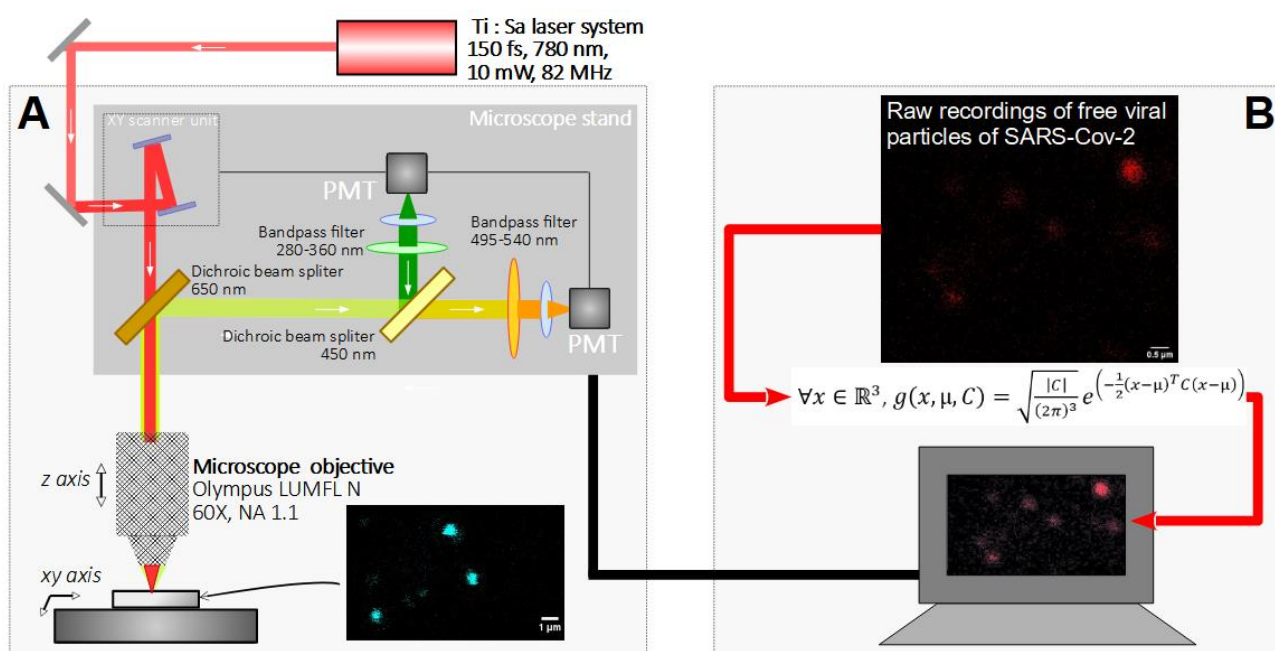 Ti : Sa laser system
150 fs, 780 nm,
10 mW, 82 MHz
A
XY scanner unit
Microscope stand
PMT
Bandpass filter
280-360 nm
Bandpass filter
495-540 nm
Dichroic beam spliter
650 nm
Dichroic beam spliter
450 nm
PMT
z axis
Microscope objective
Olympus LUMFL N
60X, NA 1.1
xy axis
1 µm
B
Raw recordings of free viral
particles of SARS-Cov-2
0.5 µm
∀x ∈ ℝ³, g(x, µ, C) = √(|C|/(2π)³) e^(−½(x−µ)^T C(x−µ))